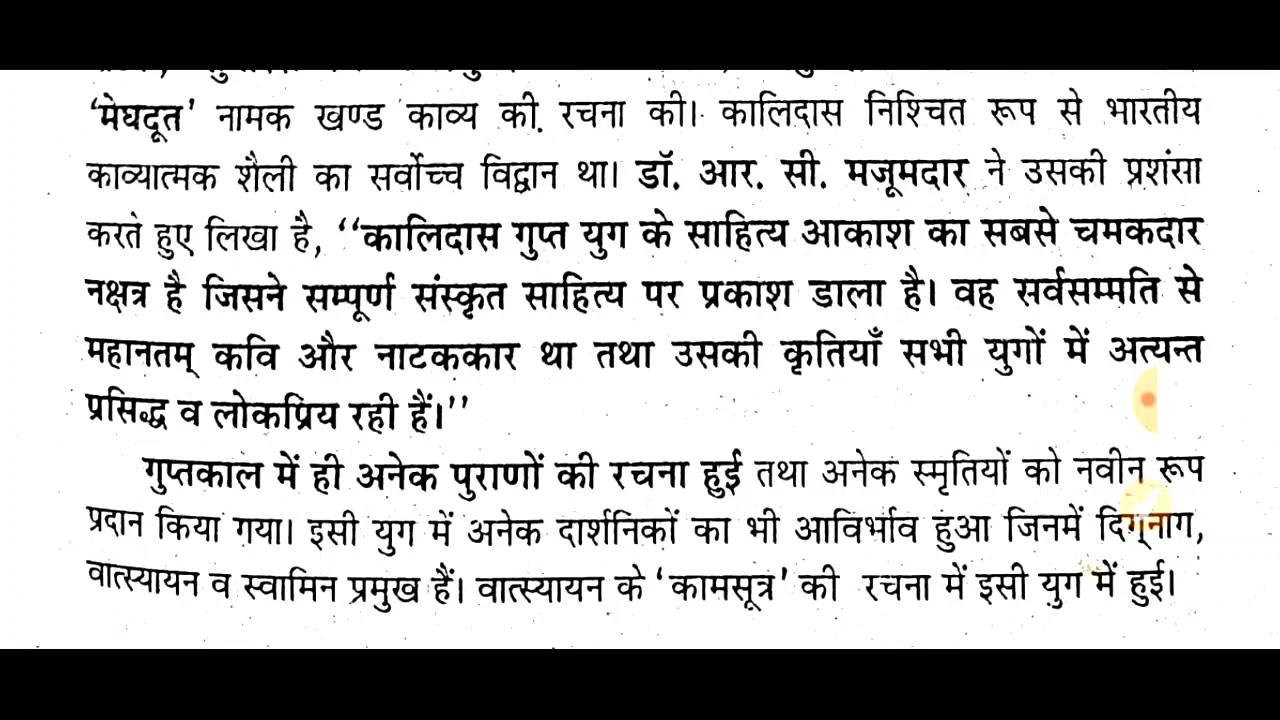 'मेघदूत' नामक खण्ड काव्य की रचना की। कालिदास निश्चित रूप से भारतीय
काव्यात्मक शैली का सर्वोच्च विद्वान था। डॉ. आर. सी. मजूमदार ने उसकी प्रशंसा
करते हुए लिखा है, ‘‘कालिदास गुप्त युग के साहित्य आकाश का सबसे चमकदार
नक्षत्र है जिसने सम्पूर्ण संस्कृत साहित्य पर प्रकाश डाला है। वह सर्वसम्मति से
महानतम् कवि और नाटककार था तथा उसकी कृतियाँ सभी युगों में अत्यन्त
प्रसिद्ध व लोकप्रिय रही हैं।’’
गुप्तकाल में ही अनेक पुराणों की रचना हुई तथा अनेक स्मृतियों को नवीन रूप
प्रदान किया गया। इसी युग में अनेक दार्शनिकों का भी आविर्भाव हुआ जिनमें दिग्‌नाग,
वात्स्यायन व स्वामिन प्रमुख हैं। वात्स्यायन के ‘कामसूत्र’ की रचना में इसी युग में हुई।